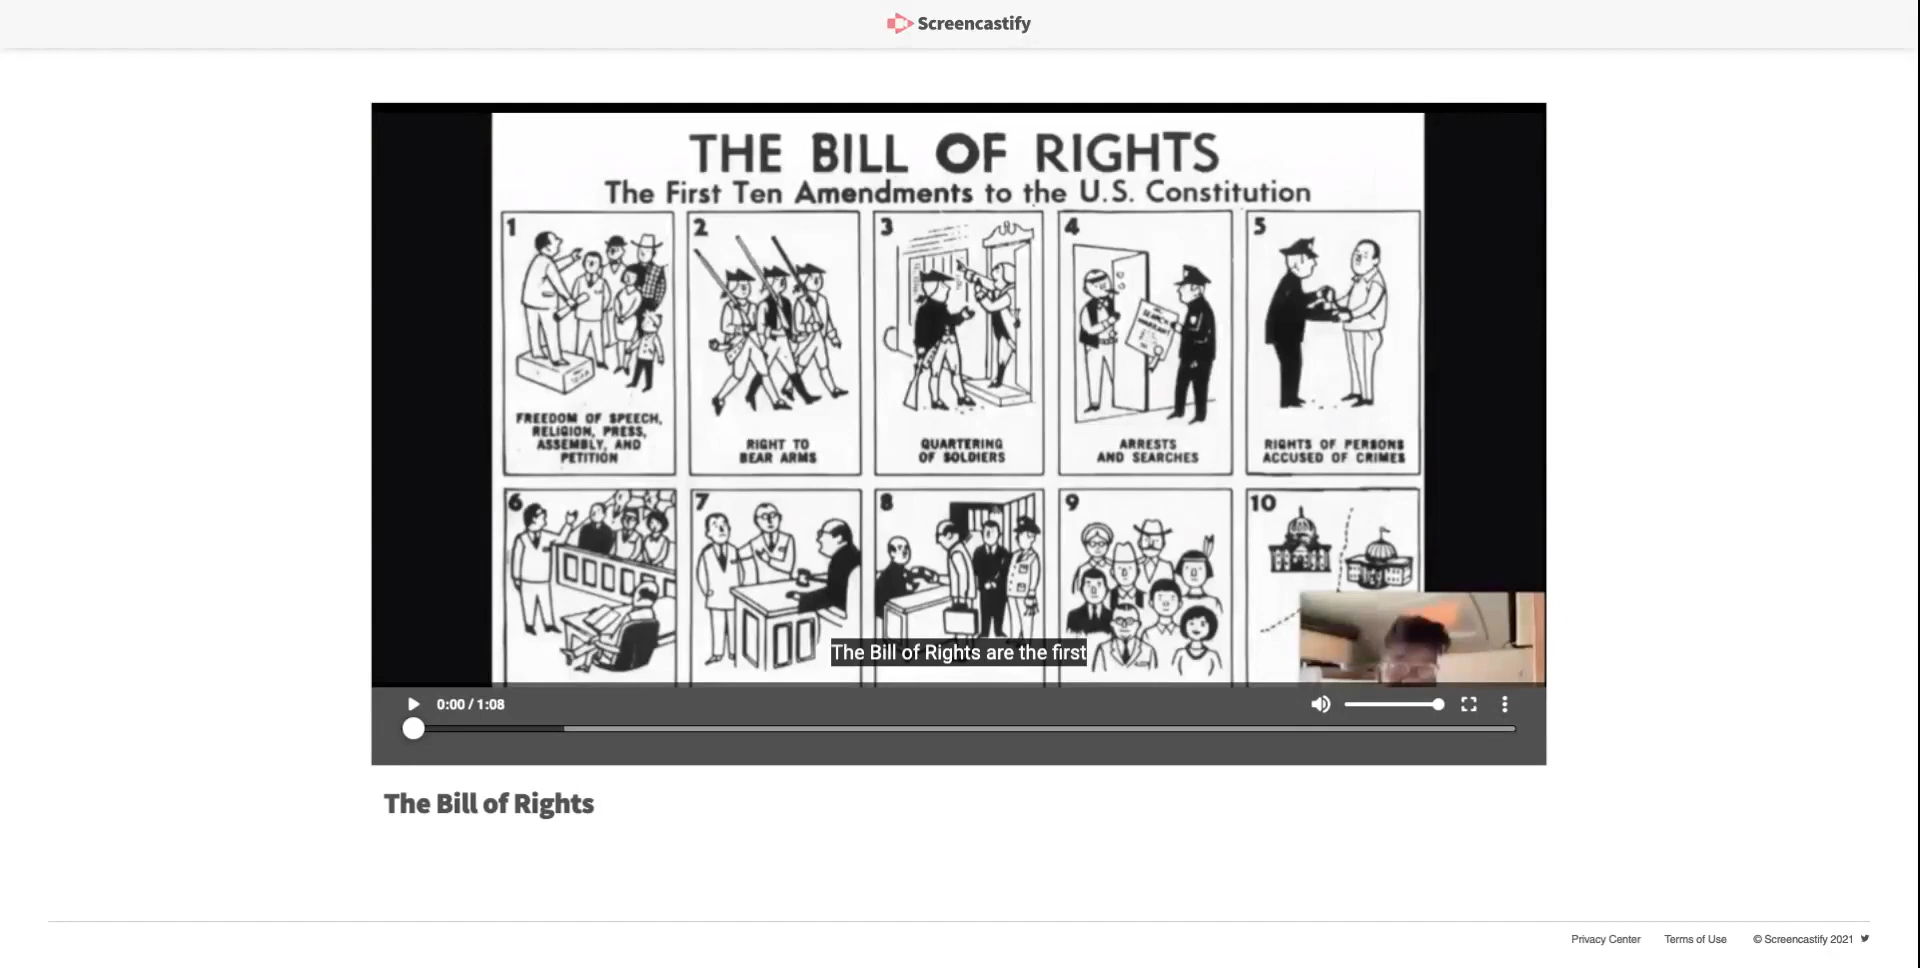 Screencastify
THE BILL OF RIGHTS
The First Ten Amendments to the U.S. Constitution
1
2
3
4
5
SEARCH
WARRANT
FREEDOM OF SPEECH,
RELIGION, PRESS,
ASSEMBLY, AND
PETITION
RIGHT TO
BEAR ARMS
QUARTERING
OF SOLDIERS
ARRESTS
AND SEARCHES
RIGHTS OF PERSONS
ACCUSED OF CRIMES
6
7
8
9
10
The Bill of Rights are the first
0:00 / 1:08
The Bill of Rights
Privacy Center Terms of Use © Screencastify 2021